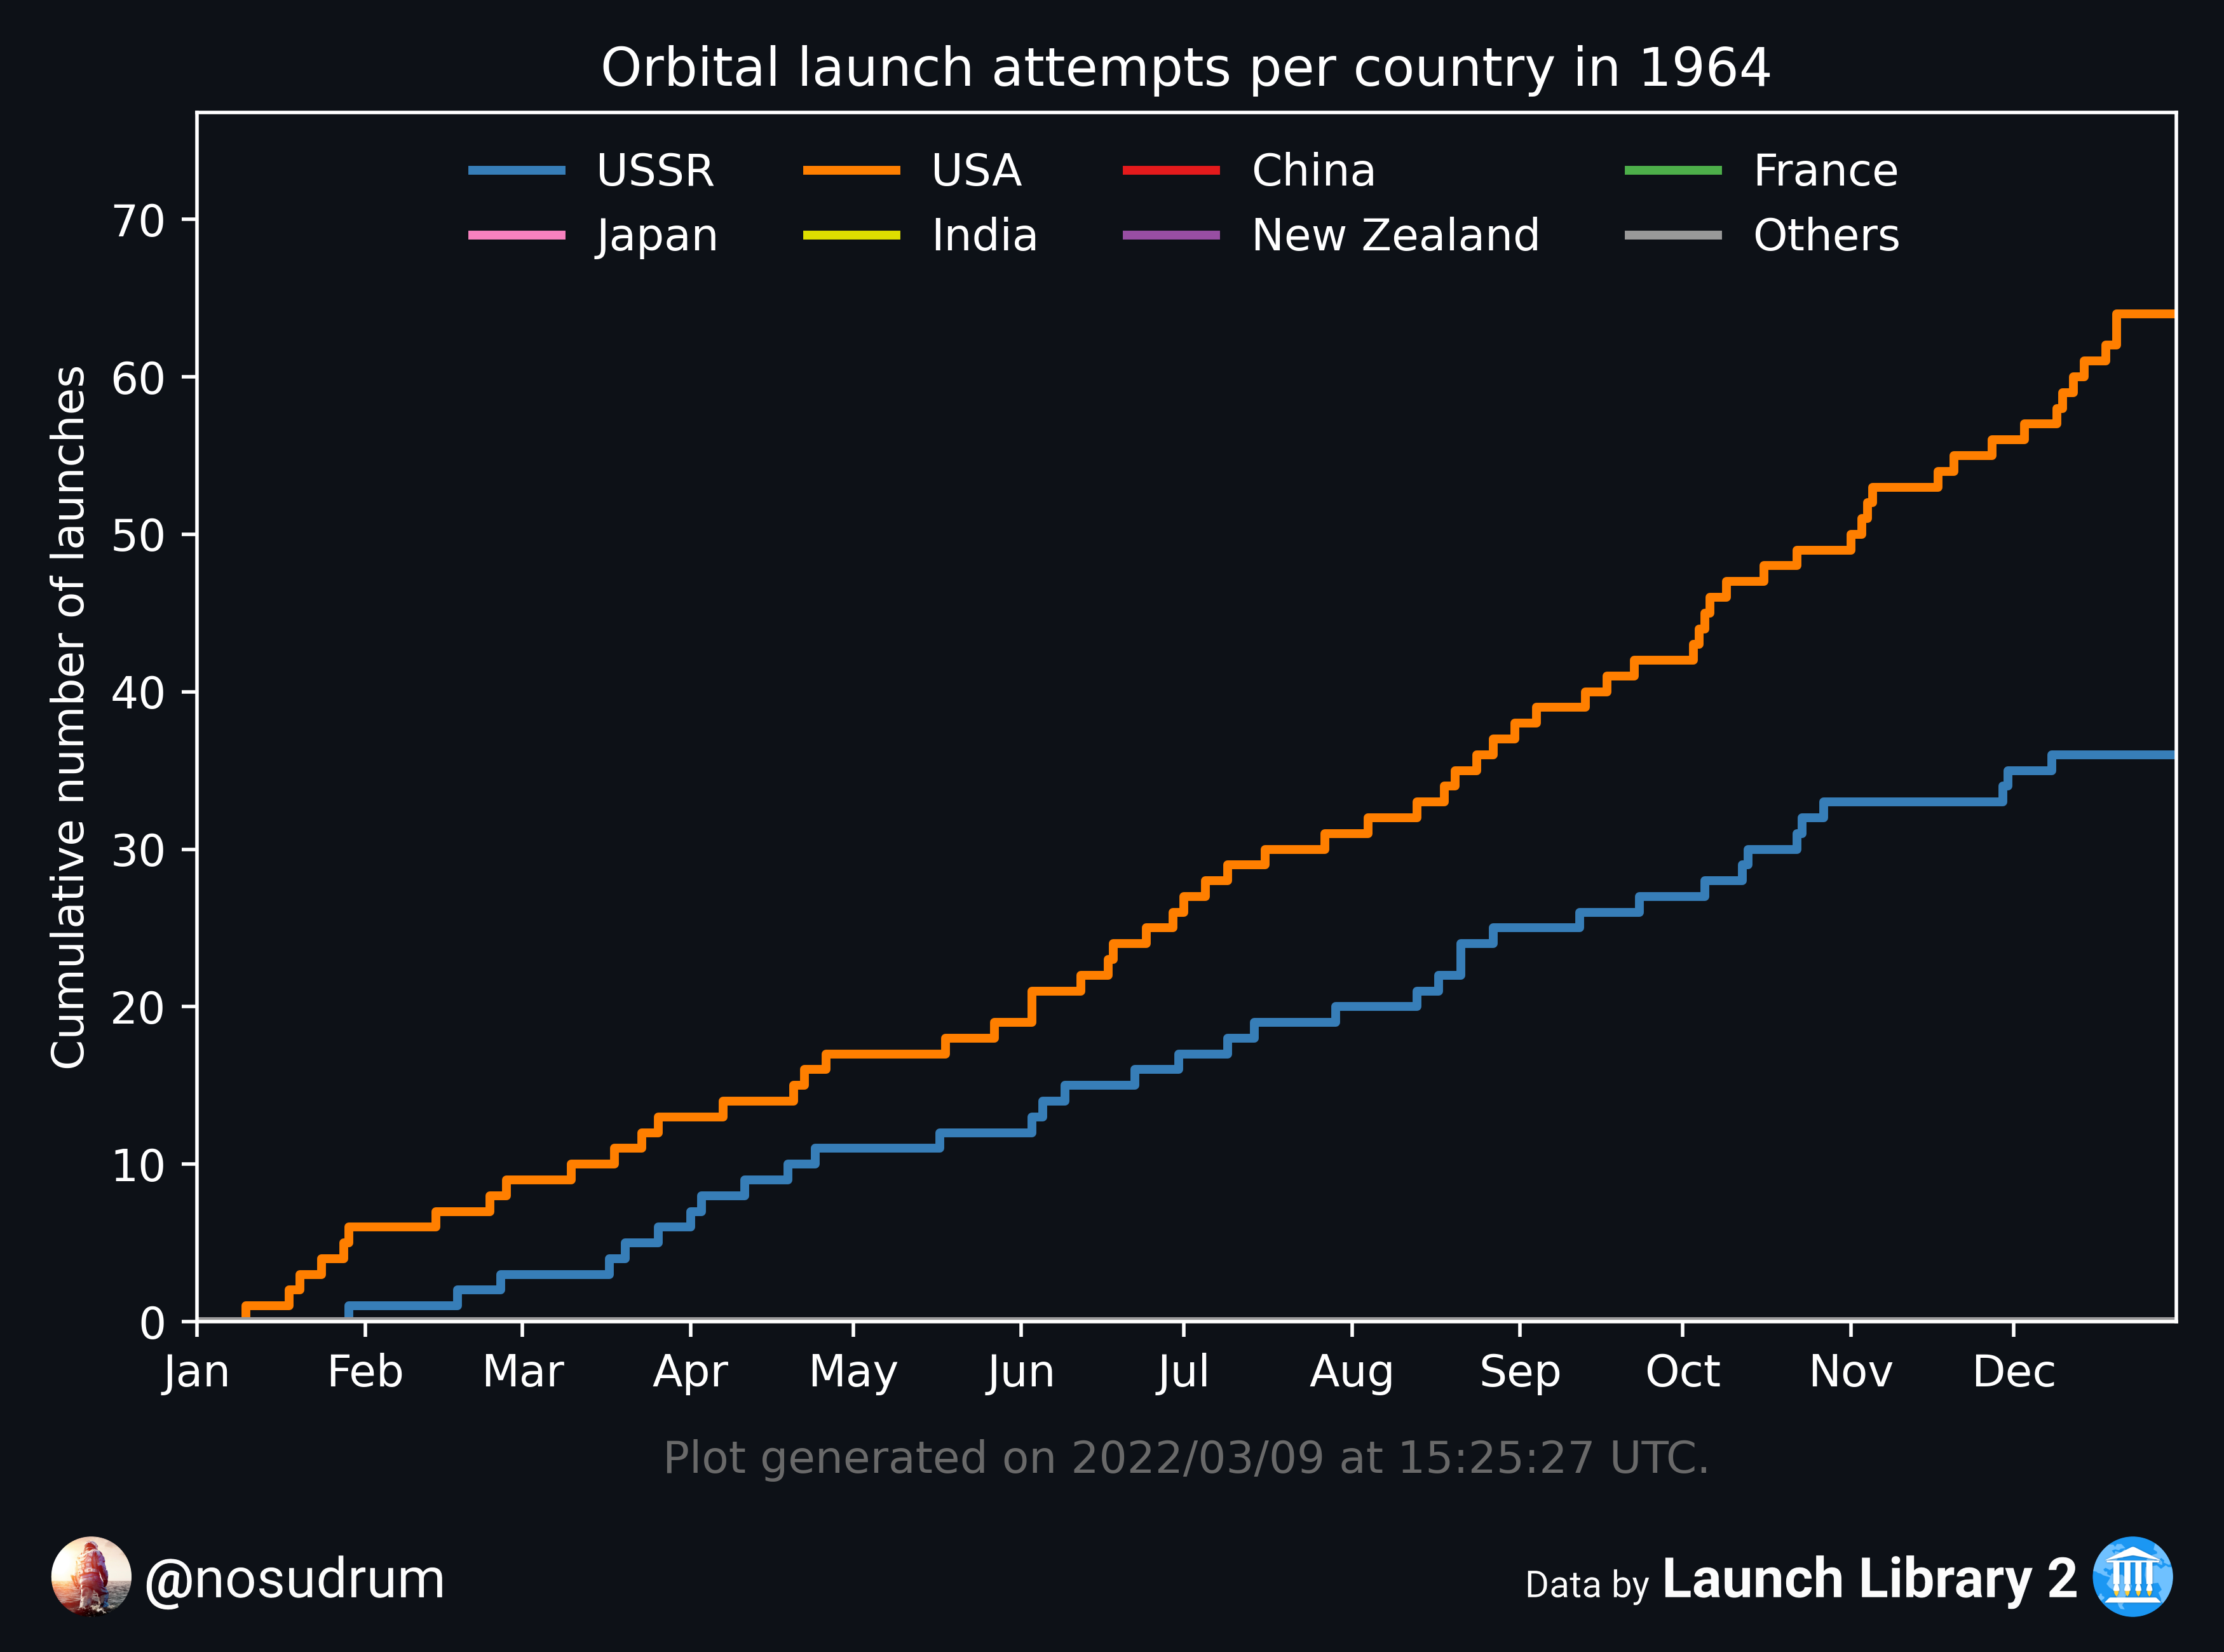 Orbital launch attempts per country in 1964
USSR USA China France
Japan India New Zealand Others
Cumulative number of launches
70
60
50
40
30
20
10
0
Jan Feb Mar Apr May Jun Jul Aug Sep Oct Nov Dec
Plot generated on 2022/03/09 at 15:25:27 UTC.
@nosudrum
Data by Launch Library 2